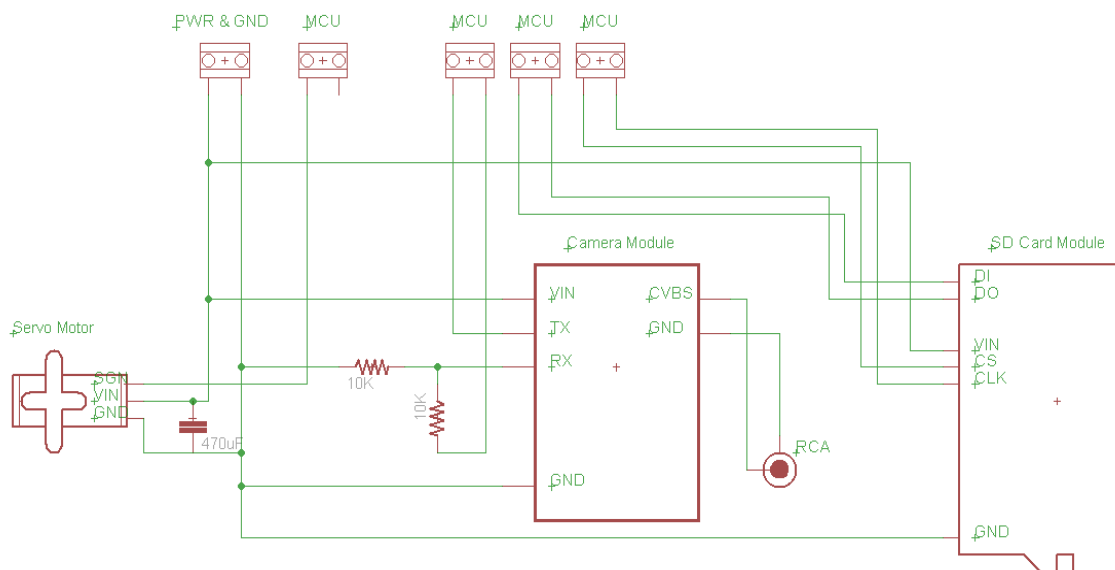 PWR & GND
MCU
MCU
MCU
MCU
Camera Module
SD Card Module
VIN
CVBS
DI
DO
TX
GND
Servo Motor
VIN
RX
CS
CLK
SGN
VIN
GND
10K
10K
470uF
RCA
GND
GND